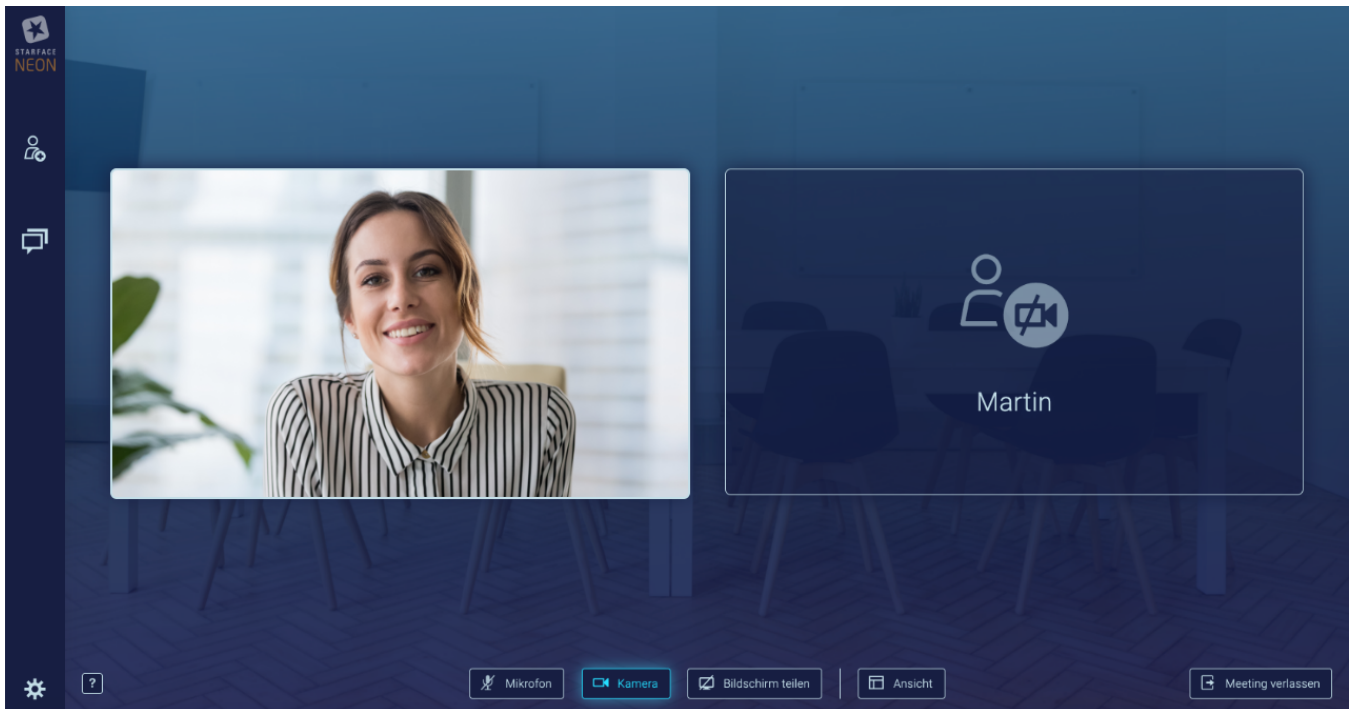 STARFACE
NEON
Martin
?
Mikrofon
Kamera
Bildschirm teilen
Ansicht
Meeting verlassen